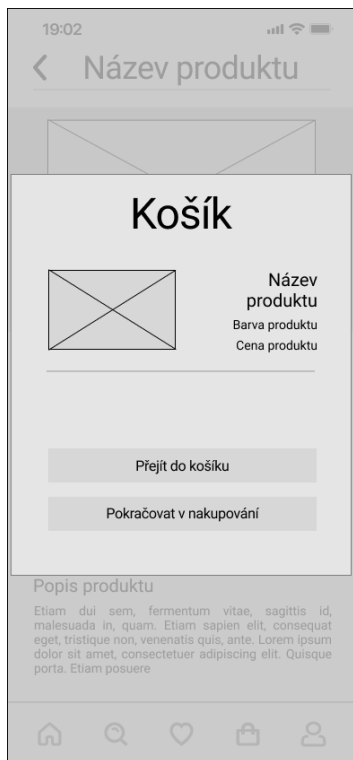 19:02
Název produktu
Košík
Název
produktu
Barva produktu
Cena produktu
Přejít do košíku
Pokračovat v nakupování
Popis produktu
Etiam dui sem, fermentum vitae, sagittis id,
malesuada in, quam. Etiam sapien elit, consequat
eget, tristique non, venenatis quis, ante. Lorem ipsum
dolor sit amet, consectetuer adipiscing elit. Quisque
porta. Etiam posuere